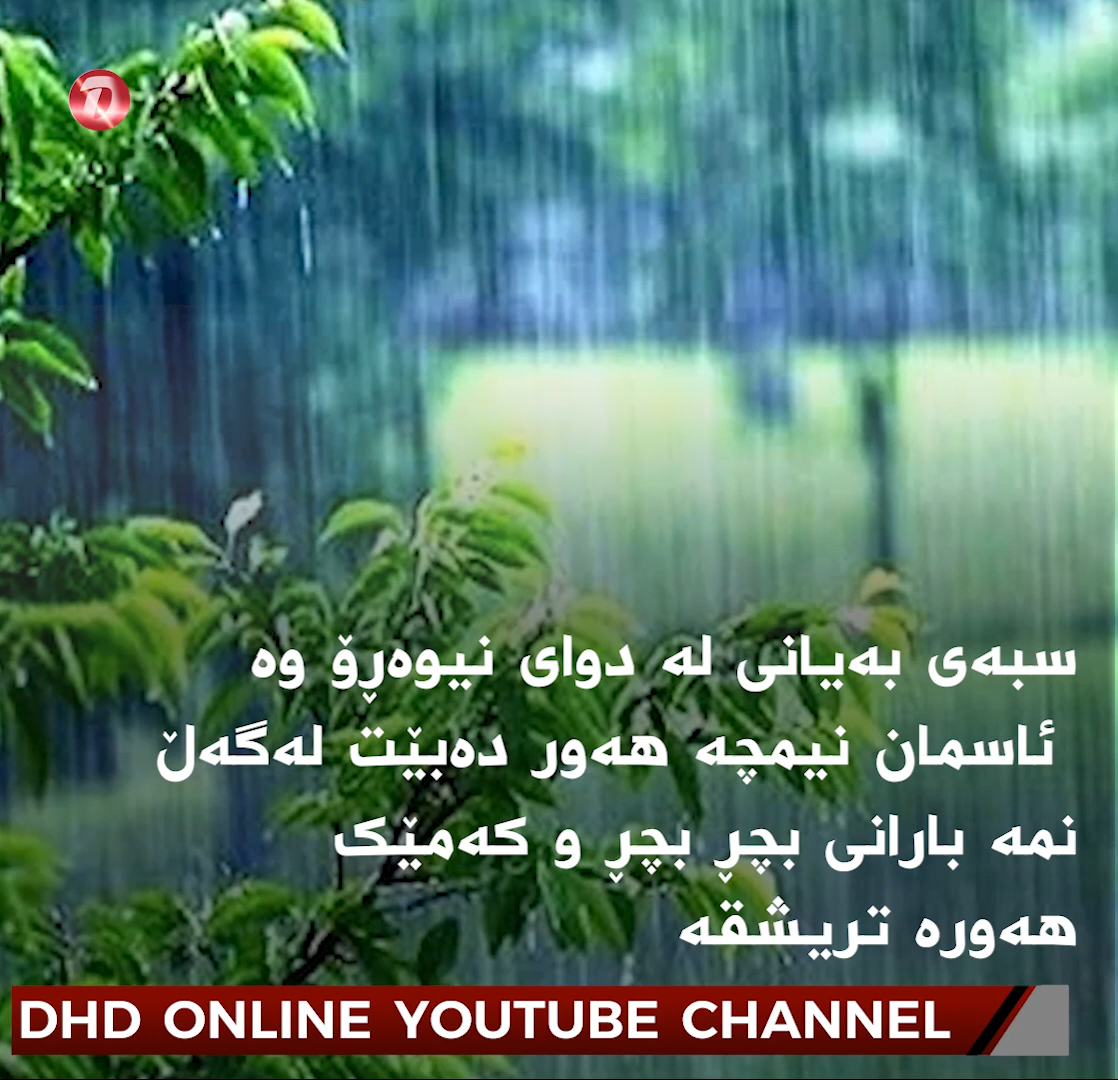 سبەی بەیانی لە دوای نیوەڕۆ وە
ئاسمان نیمچە هەور دەبێت لەگەڵ
نمە بارانی بچڕ بچڕ و کەمێک
هەورە تریشقە
DHD ONLINE YOUTUBE CHANNEL